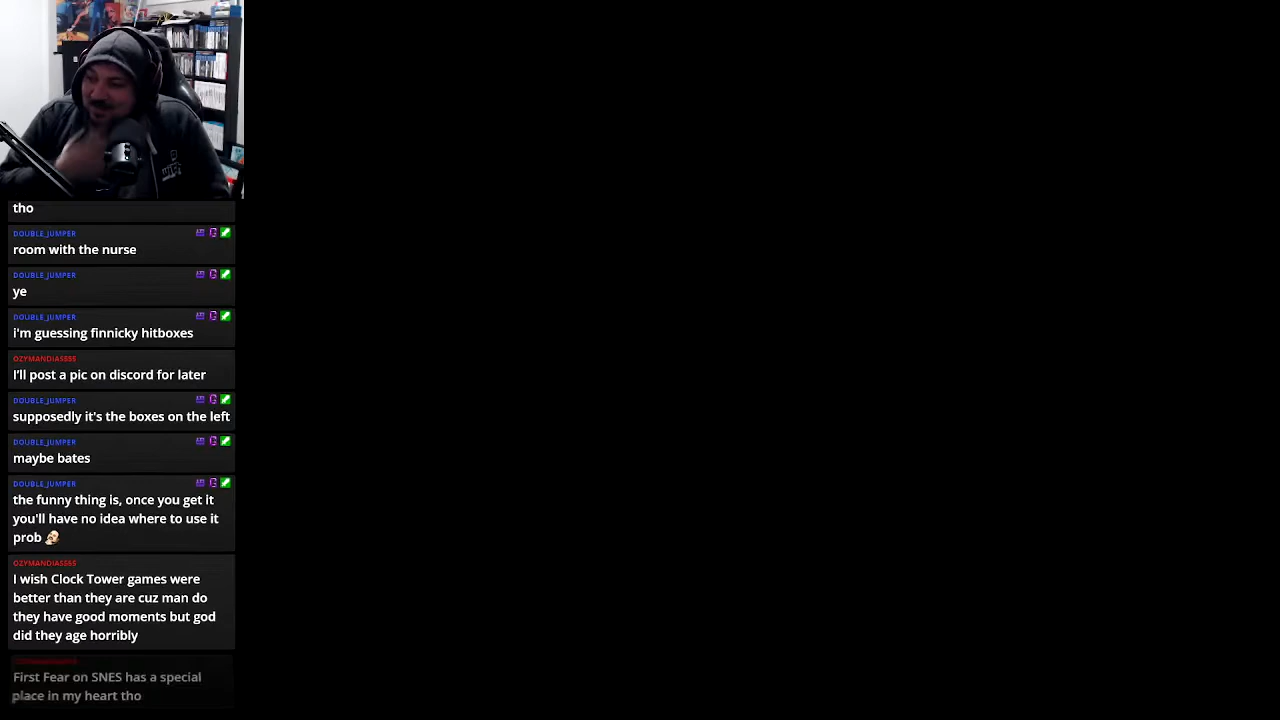 tho
DOUBLE_JUMPER
room with the nurse
DOUBLE_JUMPER
ye
DOUBLE_JUMPER
i'm guessing finnicky hitboxes
OZYMANDIAS555
I'll post a pic on discord for later
DOUBLE_JUMPER
supposedly it's the boxes on the left
DOUBLE_JUMPER
maybe bates
DOUBLE_JUMPER
the funny thing is, once you get it
you'll have no idea where to use it
prob
OZYMANDIAS555
I wish Clock Tower games were
better than they are cuz man do
they have good moments but god
did they age horribly
First Fear on SNES has a special
place in my heart tho